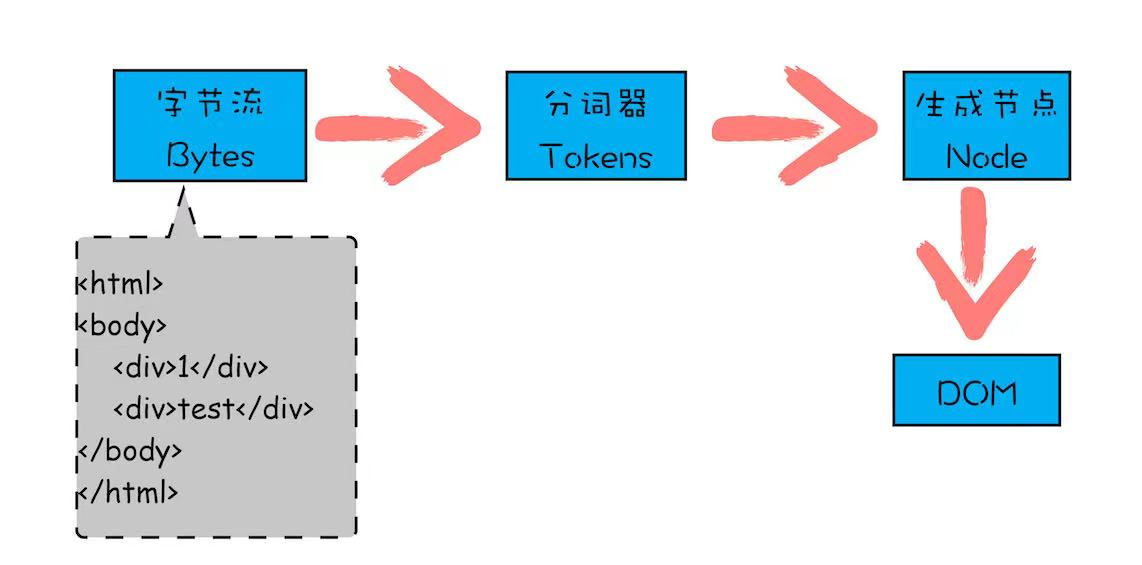 字节流
Bytes
分词器
Tokens
生成节点
Node
DOM
<html>
<body>
<div>1</div>
<div>test</div>
</body>
</html>